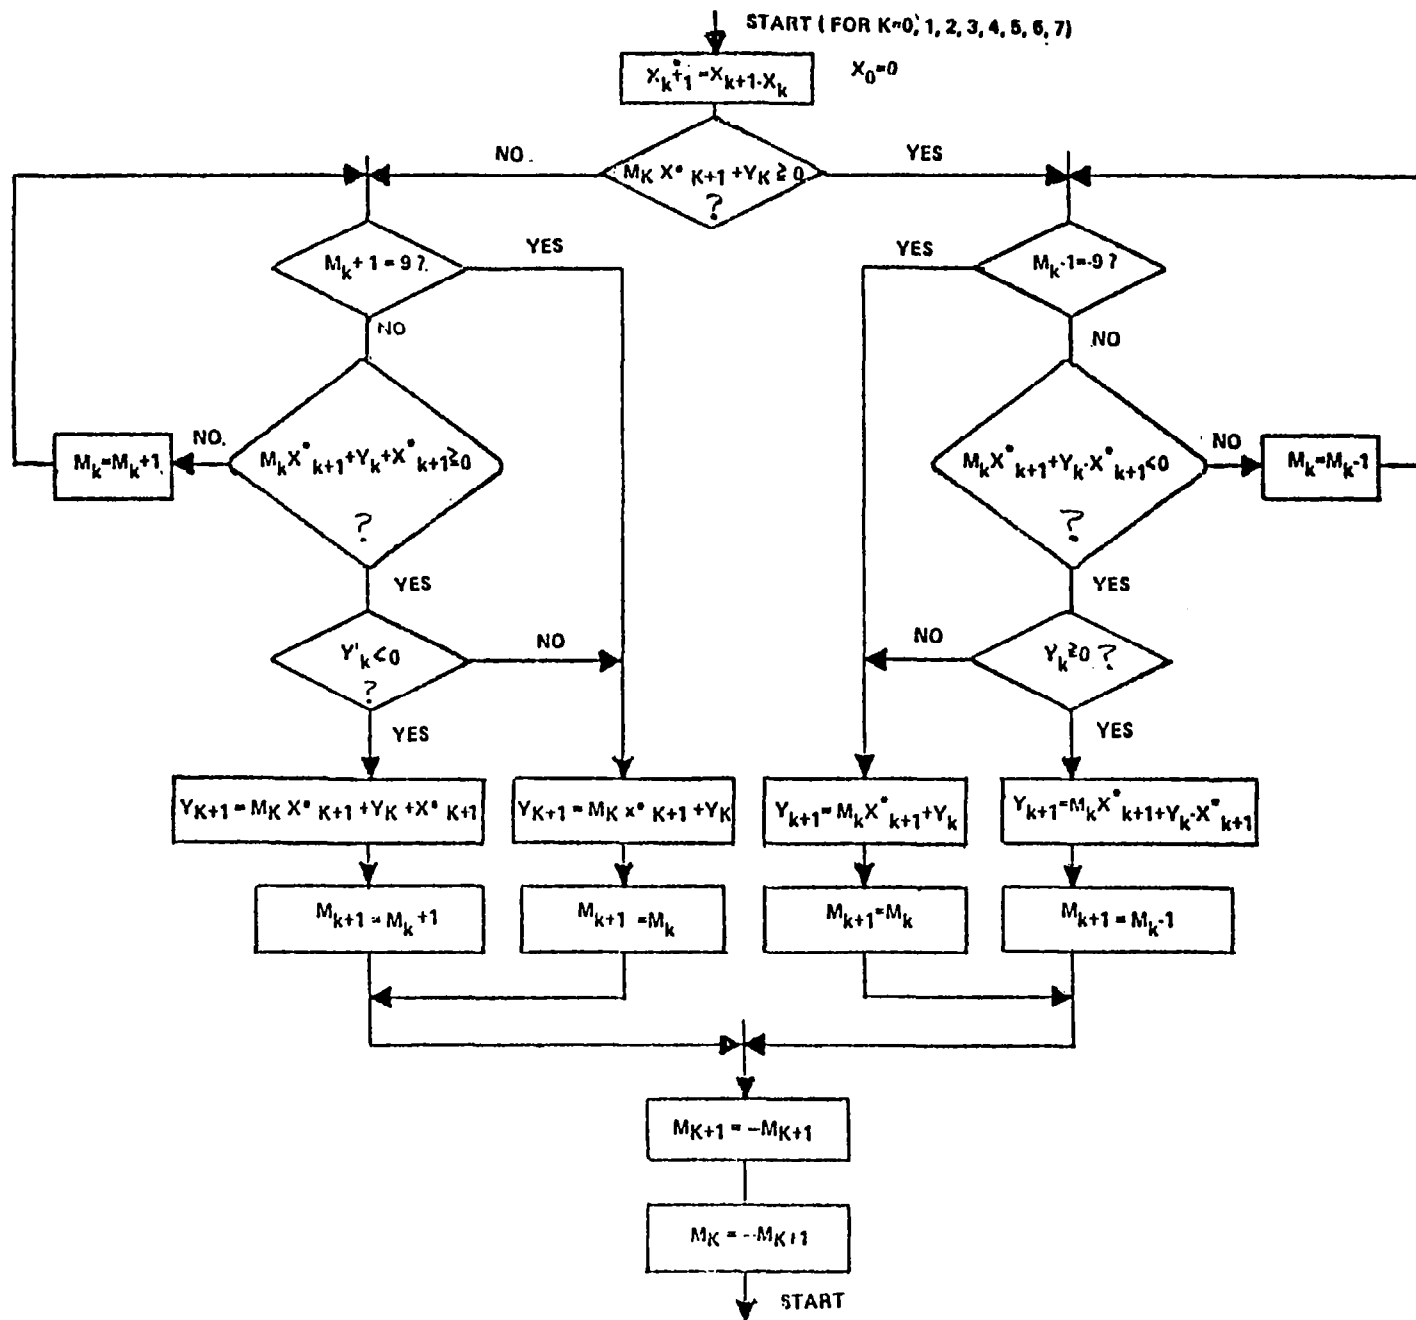 START ( FOR K=0, 1, 2, 3, 4, 5, 6, 7)
X*k+1 = Xk+1 - Xk
X0=0
NO.
MK X* K+1 + YK ≧ 0
?
YES
Mk + 1 = 9 ?
YES
YES
Mk-1=-9 ?
NO
NO
NO.
MkX*k+1+Yk+X*k+1≧0
?
Mk=Mk+1
MkX*k+1+Yk-X*k+1<0
?
NO
Mk=Mk-1
YES
YES
Y'k<0
?
NO
NO
Yk≧0 ?
YES
YES
YK+1 = MK X* K+1 + YK + X* K+1
YK+1 = MK X* K+1 + YK
Yk+1= MkX*k+1+Yk
Yk+1=MkX*k+1+Yk-X*k+1
Mk+1 = Mk +1
Mk+1 = Mk
Mk+1=Mk
Mk+1 = Mk-1
MK+1 = -MK+1
MK = -MK+1
START